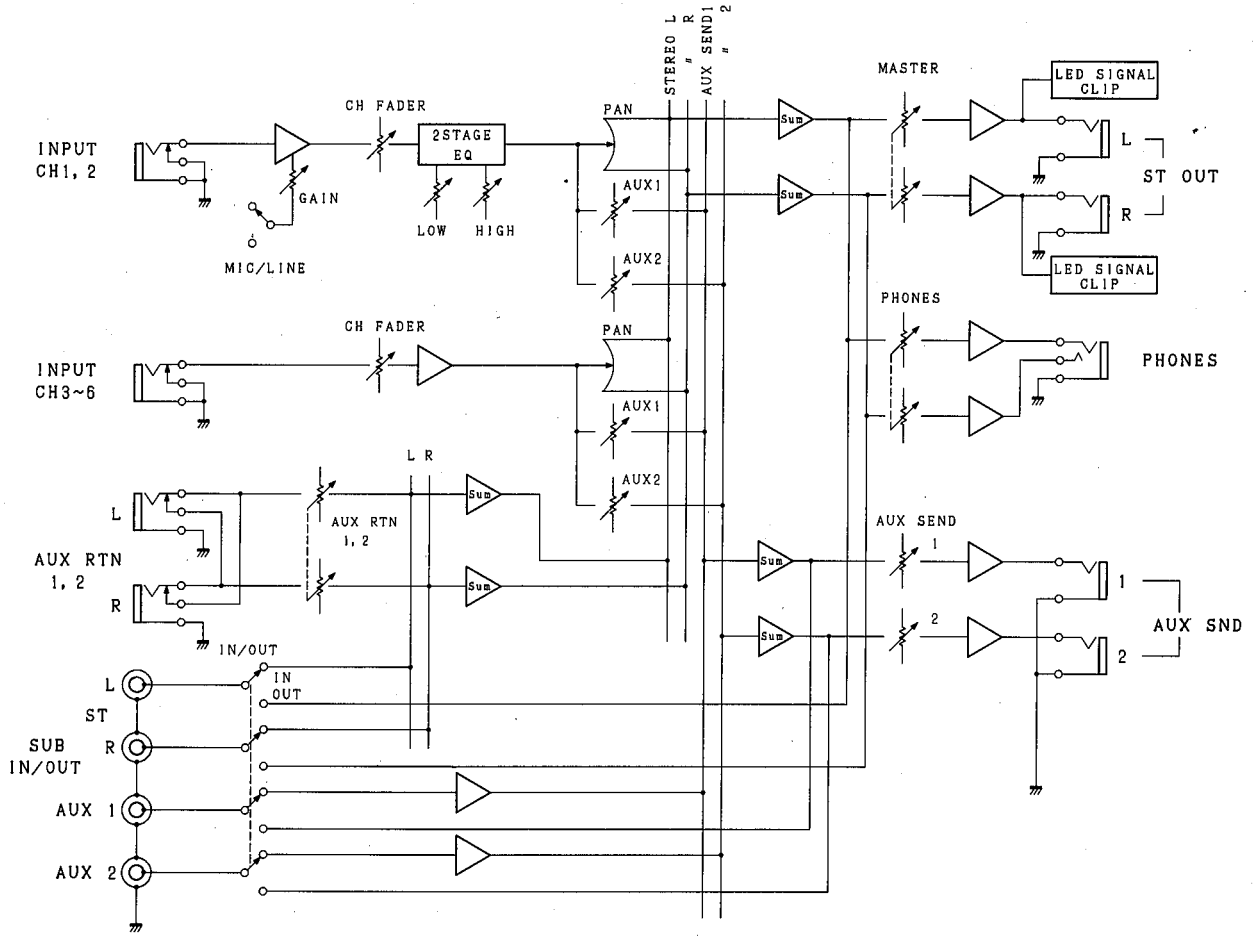 STEREO L
〃 R
AUX SEND1
〃 2
INPUT
CH1, 2
GAIN
MIC/LINE
CH FADER
2STAGE
EQ
LOW
HIGH
PAN
AUX1
AUX2
Sum
Sum
MASTER
LED SIGNAL
CLIP
L
ST OUT
R
LED SIGNAL
CLIP
INPUT
CH3~6
CH FADER
PAN
AUX1
AUX2
PHONES
PHONES
L R
L
AUX RTN
1, 2
R
AUX RTN
1, 2
Sum
Sum
Sum
Sum
AUX SEND
1
2
1
AUX SND
2
IN/OUT
IN
OUT
L
ST
R
SUB
IN/OUT
AUX 1
AUX 2